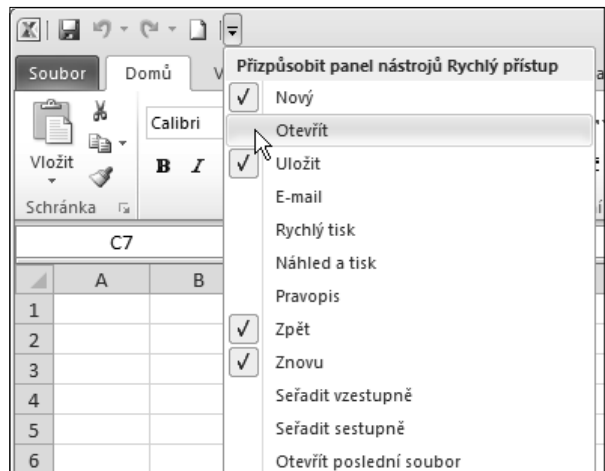 Soubor Domů V
Vložit
Schránka
Calibri
B I
C7
A B
1
2
3
4
5
6
Přizpůsobit panel nástrojů Rychlý přístup
Nový
Otevřít
Uložit
E-mail
Rychlý tisk
Náhled a tisk
Pravopis
Zpět
Znovu
Seřadit vzestupně
Seřadit sestupně
Otevřít poslední soubor